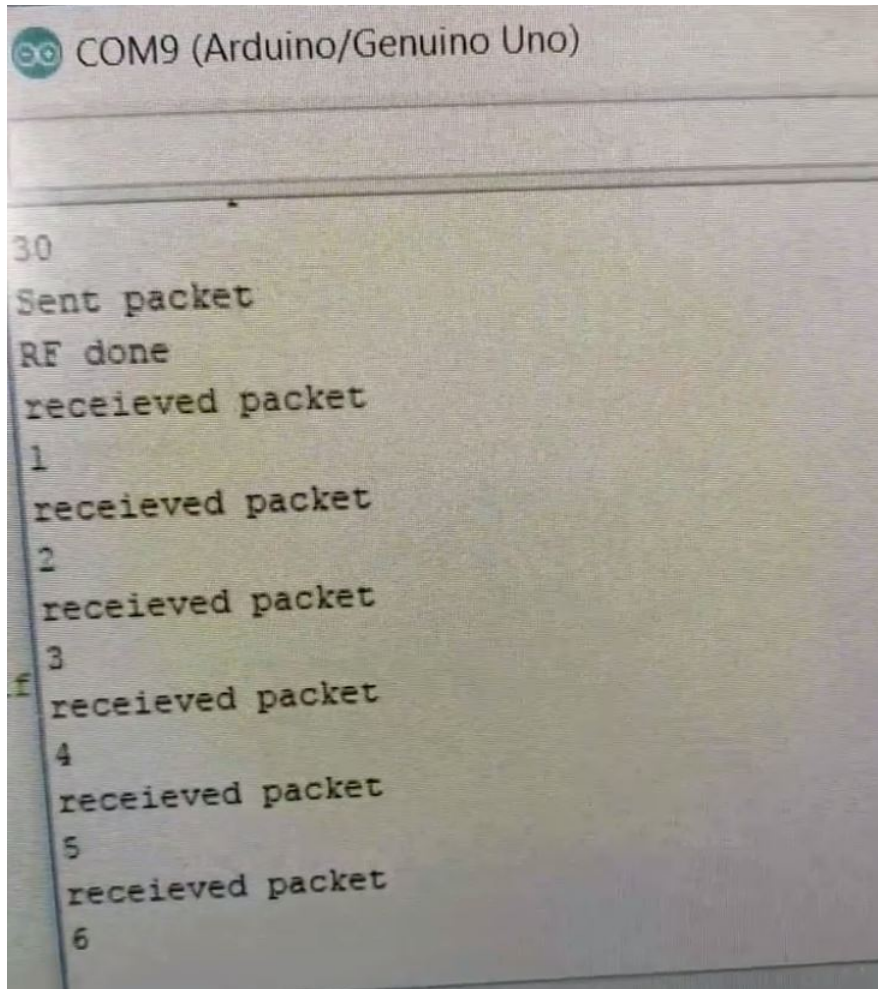 COM9 (Arduino/Genuino Uno)
30
Sent packet
RF done
receieved packet
1
receieved packet
2
receieved packet
3
receieved packet
4
receieved packet
5
receieved packet
6